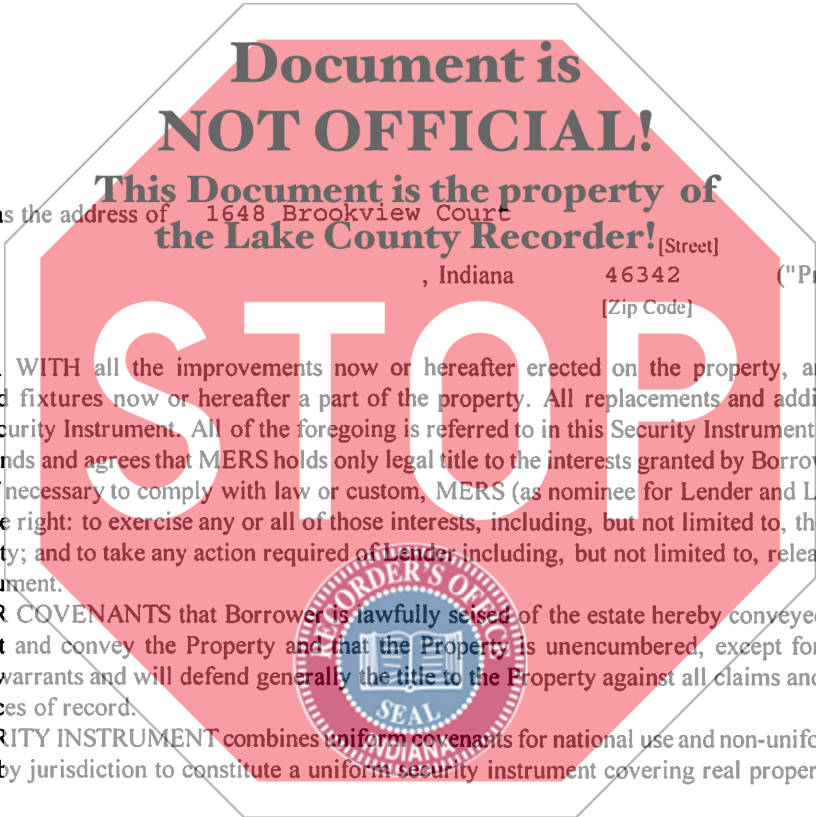 Document is
NOT OFFICIAL!
This Document is the property of
s the address of 1648 Brookview Court
the Lake County Recorder! [Street]
, Indiana 46342 ("P
[Zip Code]
STOP
WITH all the improvements now or hereafter erected on the property, a
d fixtures now or hereafter a part of the property. All replacements and addi
curity Instrument. All of the foregoing is referred to in this Security Instrument
nds and agrees that MERS holds only legal title to the interests granted by Borrow
necessary to comply with law or custom, MERS (as nominee for Lender and L
e right: to exercise any or all of those interests, including, but not limited to, th
ty; and to take any action required of Lender including, but not limited to, relea
ument.
R COVENANTS that Borrower is lawfully seised of the estate hereby conveyed
t and convey the Property and that the Property is unencumbered, except for
warrants and will defend generally the title to the Property against all claims and
ces of record.
RITY INSTRUMENT combines uniform covenants for national use and non-unifo
by jurisdiction to constitute a uniform security instrument covering real proper
RECORDER'S OFFICE
SEAL
INDIANA